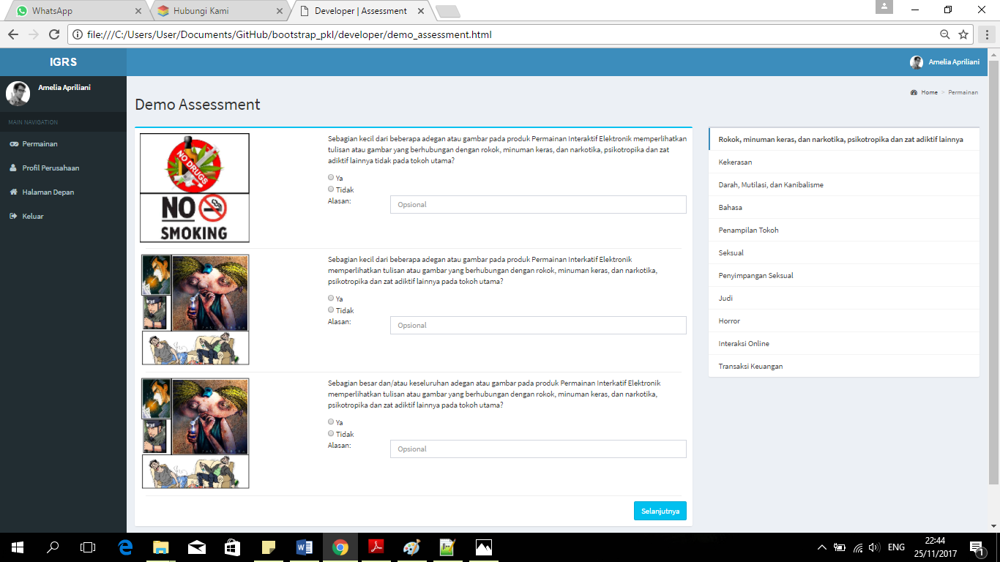 WhatsApp
Hubungi Kami
Developer | Assessment
file:///C:/Users/User/Documents/GitHub/bootstrap_pkl/developer/demo_assessment.html
IGRS
Amelia Apriliani
Amelia Apriliani
MAIN NAVIGATION
Permainan
Profil Perusahaan
Halaman Depan
Keluar
Home > Permainan
Demo Assessment
NO DRUGS
NO
SMOKING
Sebagian kecil dari beberapa adegan atau gambar pada produk Permainan Interaktif Elektronik memperlihatkan
tulisan atau gambar yang berhubungan dengan rokok, minuman keras, dan narkotika, psikotropika dan zat
adiktif lainnya tidak pada tokoh utama?
Ya
Tidak
Alasan:
Opsional
Sebagian kecil dari beberapa adegan atau gambar pada produk Permainan Interkatif Elektronik
memperlihatkan tulisan atau gambar yang berhubungan dengan rokok, minuman keras, dan narkotika,
psikotropika dan zat adiktif lainnya pada tokoh utama?
Ya
Tidak
Alasan:
Opsional
Sebagian besar dan/atau keseluruhan adegan atau gambar pada produk Permainan Interkatif Elektronik
memperlihatkan tulisan atau gambar yang berhubungan dengan rokok, minuman keras, dan narkotika,
psikotropika dan zat adiktif lainnya pada tokoh utama?
Ya
Tidak
Alasan:
Opsional
Selanjutnya
Rokok, minuman keras, dan narkotika, psikotropika dan zat adiktif lainnya
Kekerasan
Darah, Mutilasi, dan Kanibalisme
Bahasa
Penampilan Tokoh
Seksual
Penyimpangan Seksual
Judi
Horror
Interaksi Online
Transaksi Keuangan
ENG
22:44
25/11/2017
1